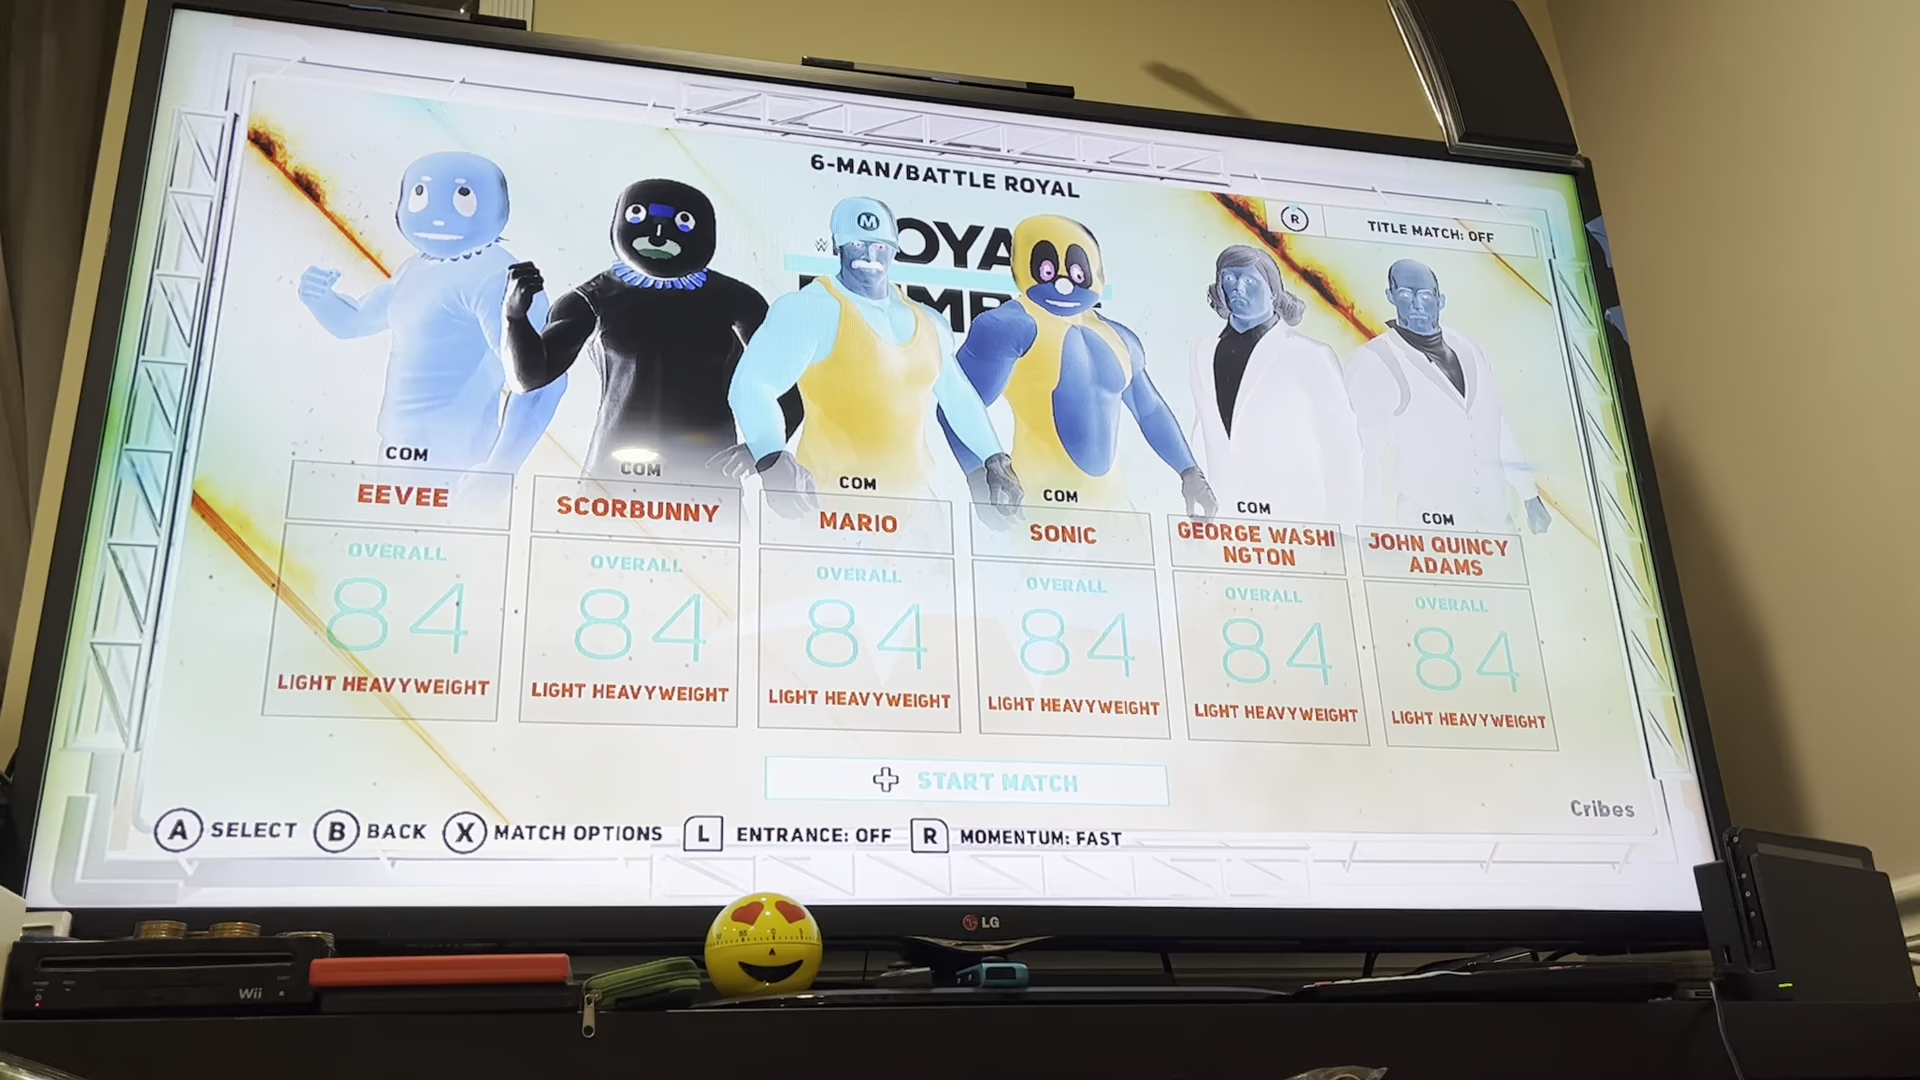 6-MAN/BATTLE ROYAL
R
TITLE MATCH: OFF
M
COM
EEVEE
OVERALL
84
LIGHT HEAVYWEIGHT
COM
SCORBUNNY
OVERALL
84
LIGHT HEAVYWEIGHT
COM
MARIO
OVERALL
84
LIGHT HEAVYWEIGHT
COM
SONIC
OVERALL
84
LIGHT HEAVYWEIGHT
COM
GEORGE WASHI
NGTON
OVERALL
84
LIGHT HEAVYWEIGHT
COM
JOHN QUINCY
ADAMS
OVERALL
84
LIGHT HEAVYWEIGHT
START MATCH
Cribes
A SELECT B BACK X MATCH OPTIONS L ENTRANCE: OFF R MOMENTUM: FAST
LG
Wii